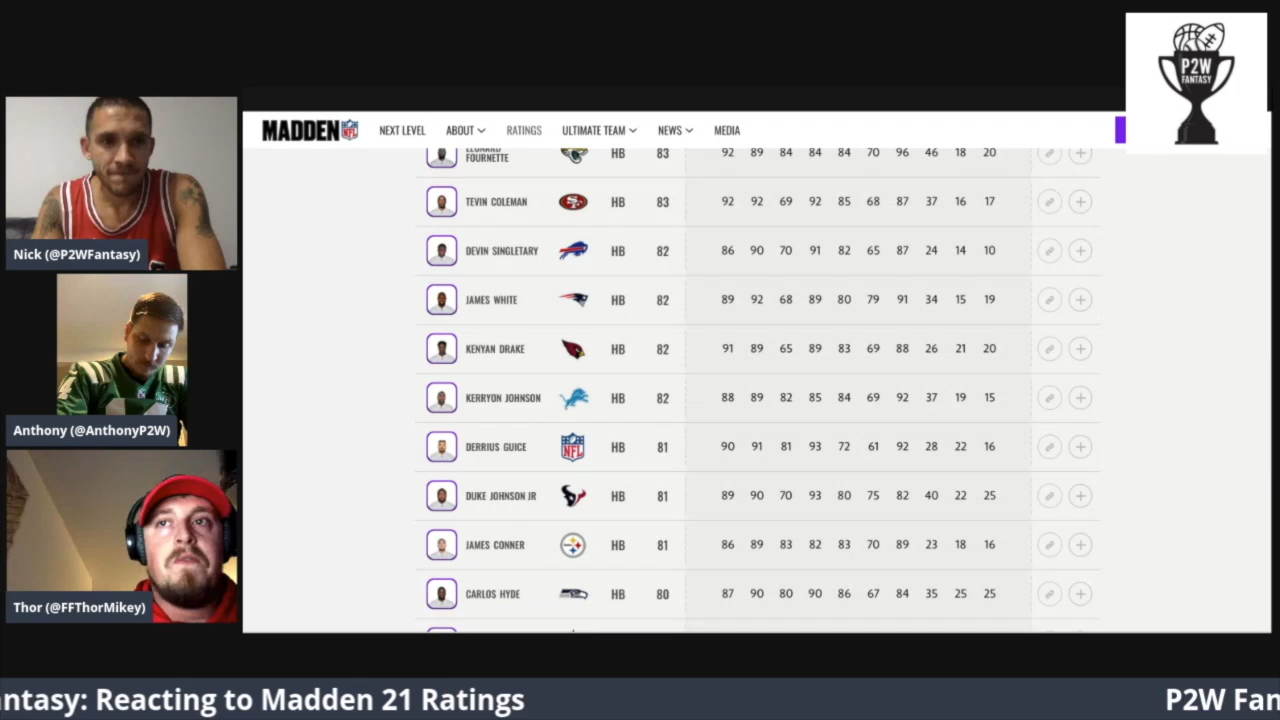 P2W
FANTASY
MADDEN NFL NEXT LEVEL ABOUT RATINGS ULTIMATE TEAM NEWS MEDIA
LEONARD
FOURNETTE HB 83 92 89 84 84 84 70 96 46 18 20
TEVIN COLEMAN HB 83 92 92 69 92 85 68 87 37 16 17
DEVIN SINGLETARY HB 82 86 90 70 91 82 65 87 24 14 10
JAMES WHITE HB 82 89 92 68 89 80 79 91 34 15 19
KENYAN DRAKE HB 82 91 89 65 89 83 69 88 26 21 20
KERRYON JOHNSON HB 82 88 89 82 85 84 69 92 37 19 15
DERRIUS GUICE NFL HB 81 90 91 81 93 72 61 92 28 22 16
DUKE JOHNSON JR HB 81 89 90 70 93 80 75 82 40 22 25
JAMES CONNER HB 81 86 89 83 82 83 70 89 23 18 16
CARLOS HYDE HB 80 87 90 80 90 86 67 84 35 25 25
Nick (@P2WFantasy)
Anthony (@AnthonyP2W)
Thor (@FFThorMikey)
ntasy: Reacting to Madden 21 Ratings P2W Fan